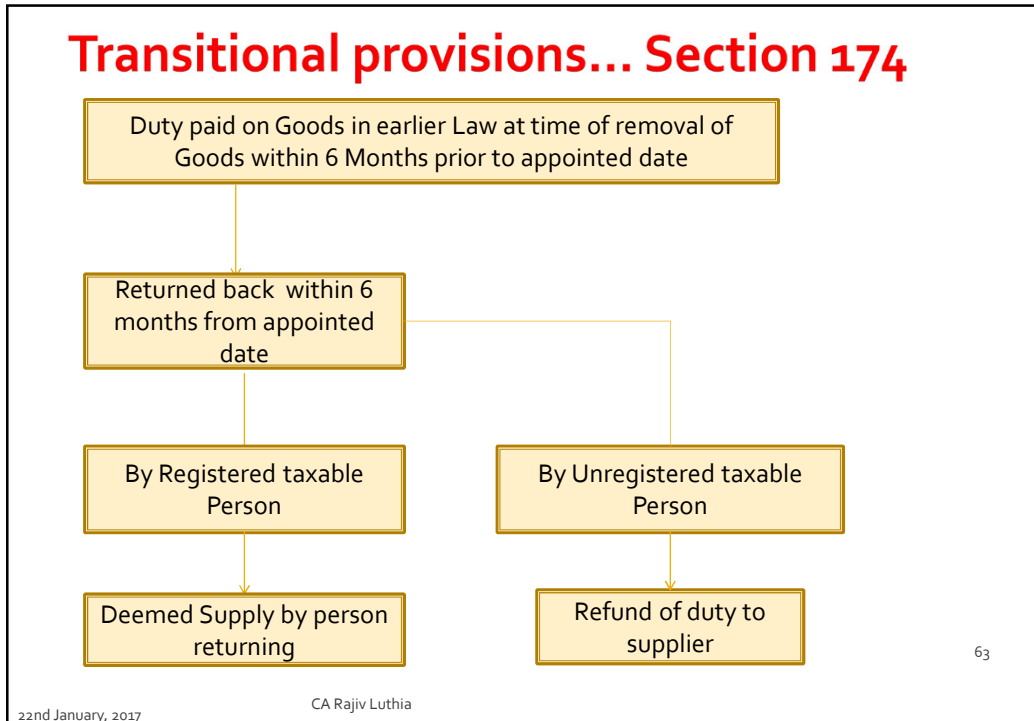 Transitional provisions... Section 174
Duty paid on Goods in earlier Law at time of removal of
Goods within 6 Months prior to appointed date
Returned back within 6
months from appointed
date
By Registered taxable
Person
By Unregistered taxable
Person
Deemed Supply by person
returning
Refund of duty to
supplier
63
CA Rajiv Luthia
22nd January, 2017